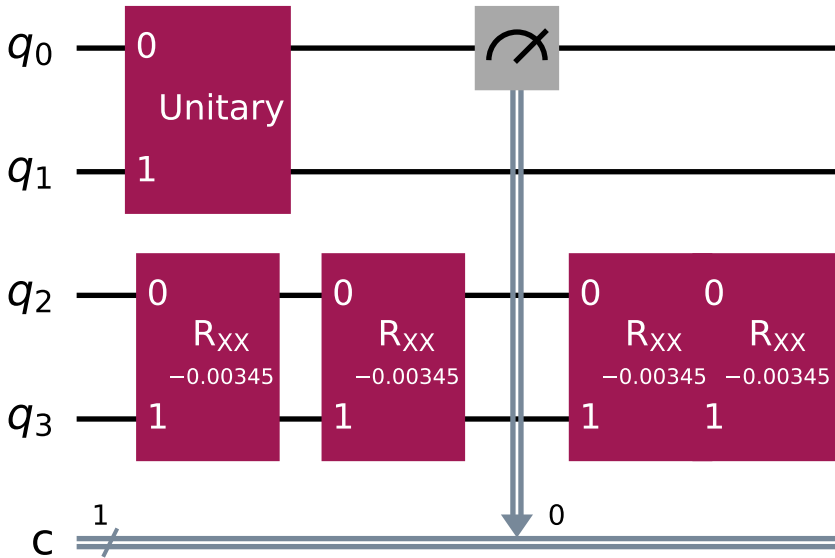 q0 0
Unitary
q1 1
q2 0 0 0 0
RXX RXX RXX RXX
−0.00345 −0.00345 −0.00345 −0.00345
q3 1 1 1 1
1 0
c